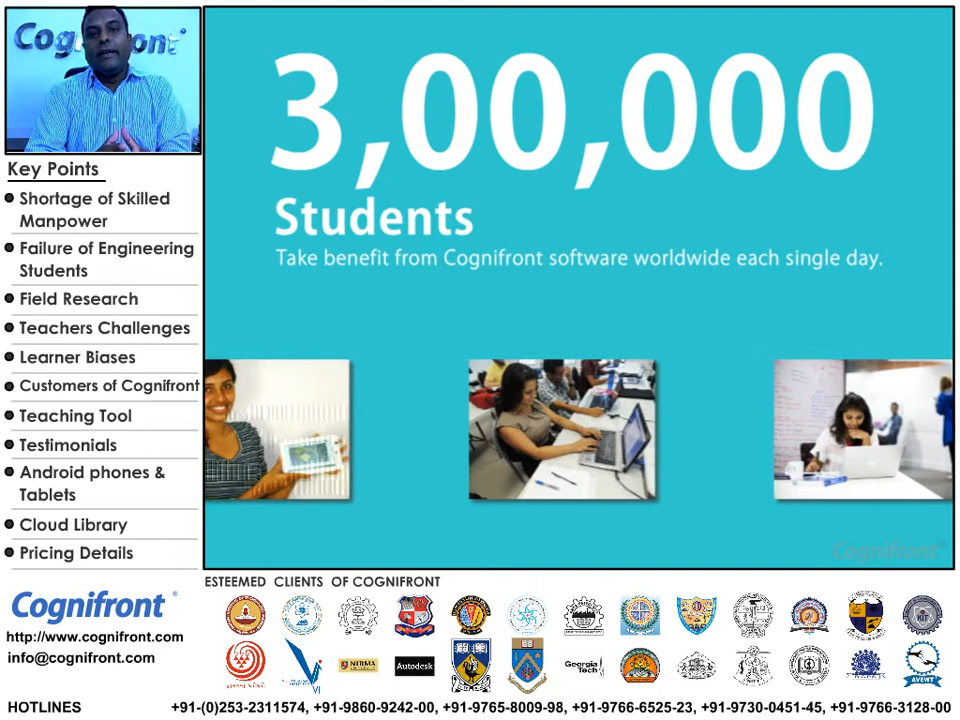 Cognifront
3,00,000
Students
Take benefit from Cognifront software worldwide each single day.
Cognifront
Key Points
Shortage of Skilled
Manpower
Failure of Engineering
Students
Field Research
Teachers Challenges
Learner Biases
Customers of Cognifront
Teaching Tool
Testimonials
Android phones &
Tablets
Cloud Library
Pricing Details
Cognifront
http://www.cognifront.com
info@cognifront.com
ESTEEMED CLIENTS OF COGNIFRONT
KIT
VI
NIRMA
UNIVERSITY
Autodesk
Georgia
Tech
AVENT
HOTLINES +91-(0)253-2311574, +91-9860-9242-00, +91-9765-8009-98, +91-9766-6525-23, +91-9730-0451-45, +91-9766-3128-00